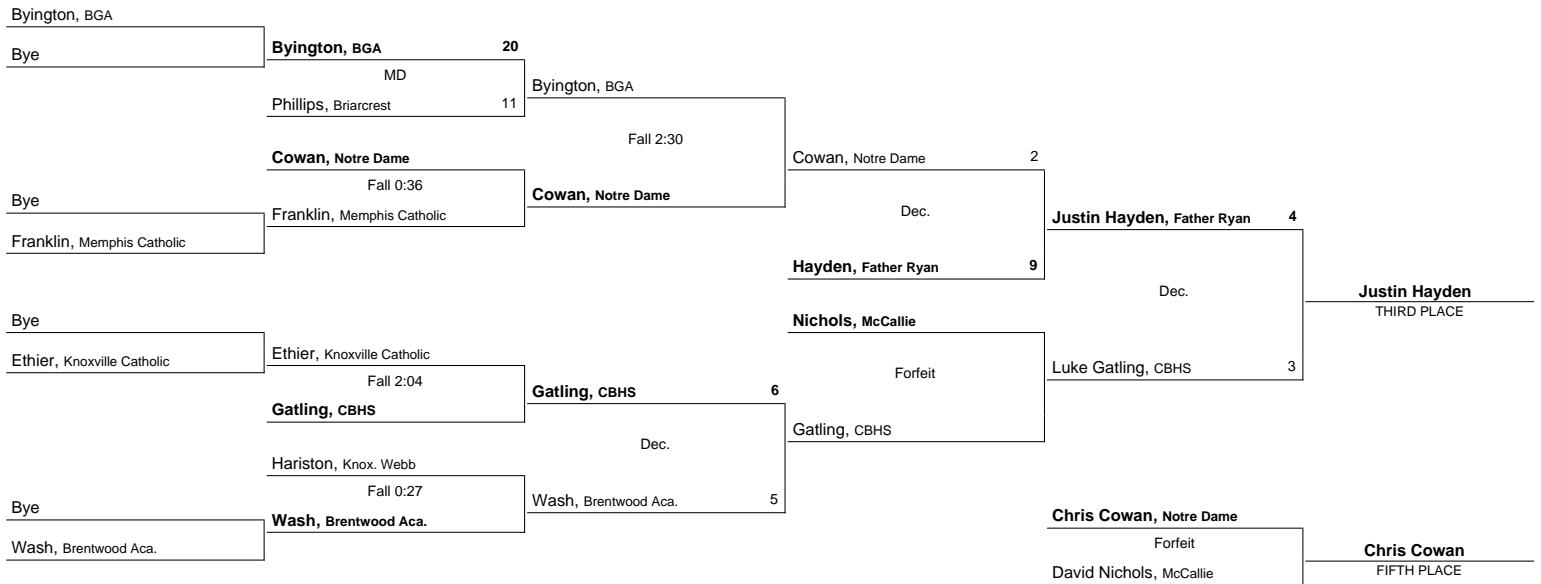 Byington, BGA
Bye
Byington, BGA 20
MD
Phillips, Briarcrest 11
Byington, BGA
Fall 2:30
Cowan, Notre Dame
Fall 0:36
Franklin, Memphis Catholic
Cowan, Notre Dame
Bye
Franklin, Memphis Catholic
Cowan, Notre Dame 2
Dec.
Hayden, Father Ryan 9
Justin Hayden, Father Ryan 4
Dec.
Justin Hayden
THIRD PLACE
Bye
Ethier, Knoxville Catholic
Ethier, Knoxville Catholic
Fall 2:04
Gatling, CBHS
Gatling, CBHS 6
Dec.
Nichols, McCallie
Forfeit
Gatling, CBHS
Luke Gatling, CBHS 3
Hariston, Knox. Webb
Fall 0:27
Wash, Brentwood Aca.
Wash, Brentwood Aca. 5
Bye
Wash, Brentwood Aca.
Chris Cowan, Notre Dame
Forfeit
David Nichols, McCallie
Chris Cowan
FIFTH PLACE